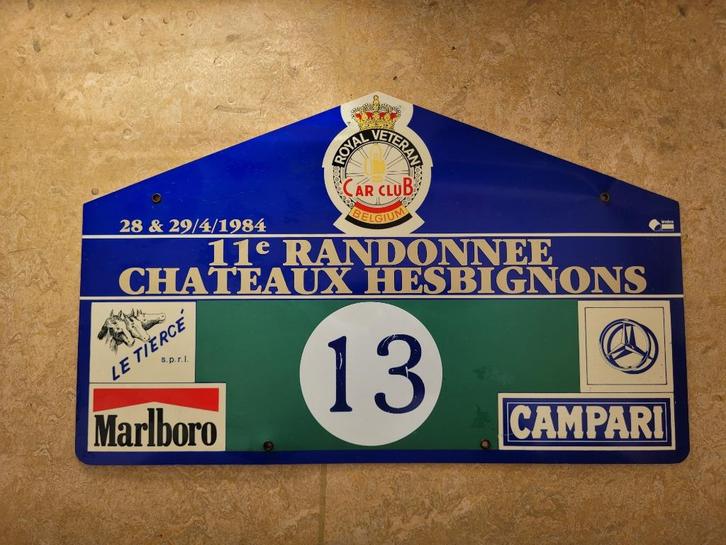 ROYAL VETERAN
CAR CLUB
BELGIUM
28 & 29/4/1984
11e RANDONNEE
CHATEAUX HESBIGNONS
LE TIERCÉ
s.p.r.l.
13
Marlboro
CAMPARI